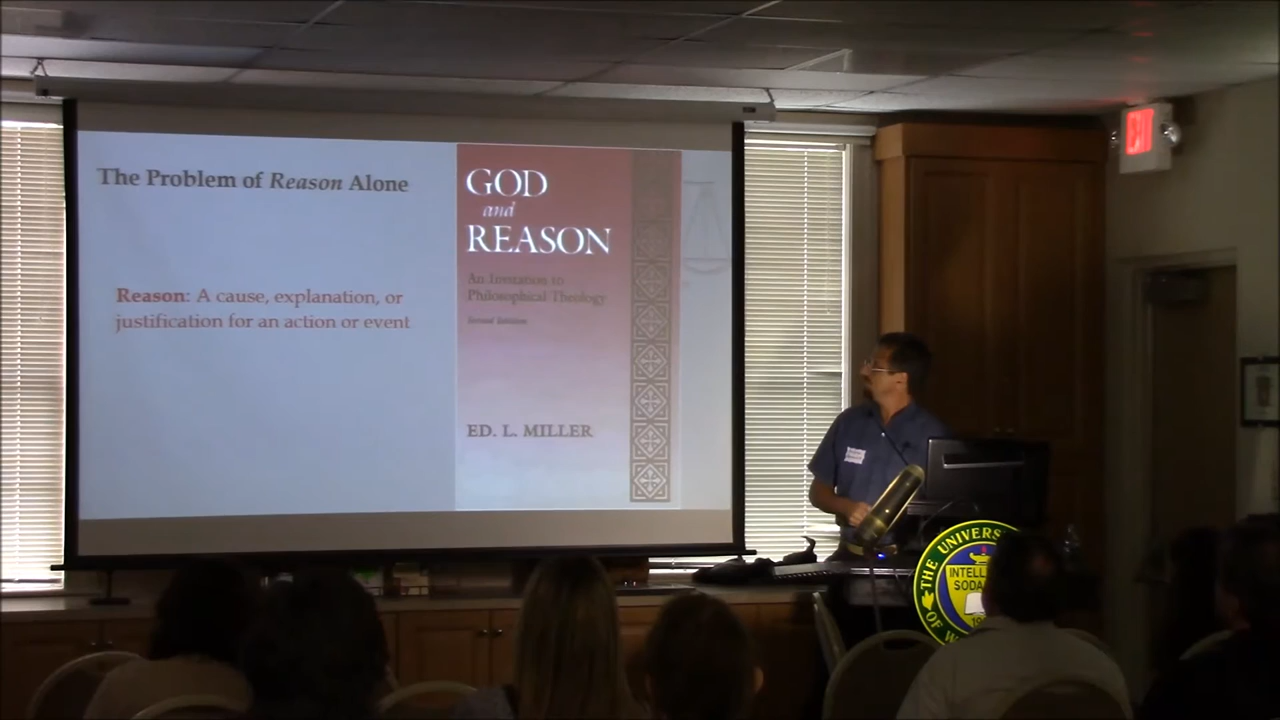 The Problem of Reason Alone
Reason: A cause, explanation, or
justification for an action or event
GOD
and
REASON
An Invitation to
Philosophical Theology
Second Edition
ED. L. MILLER
EXIT
THE UNIVERS
OF W
INTELL
SODA